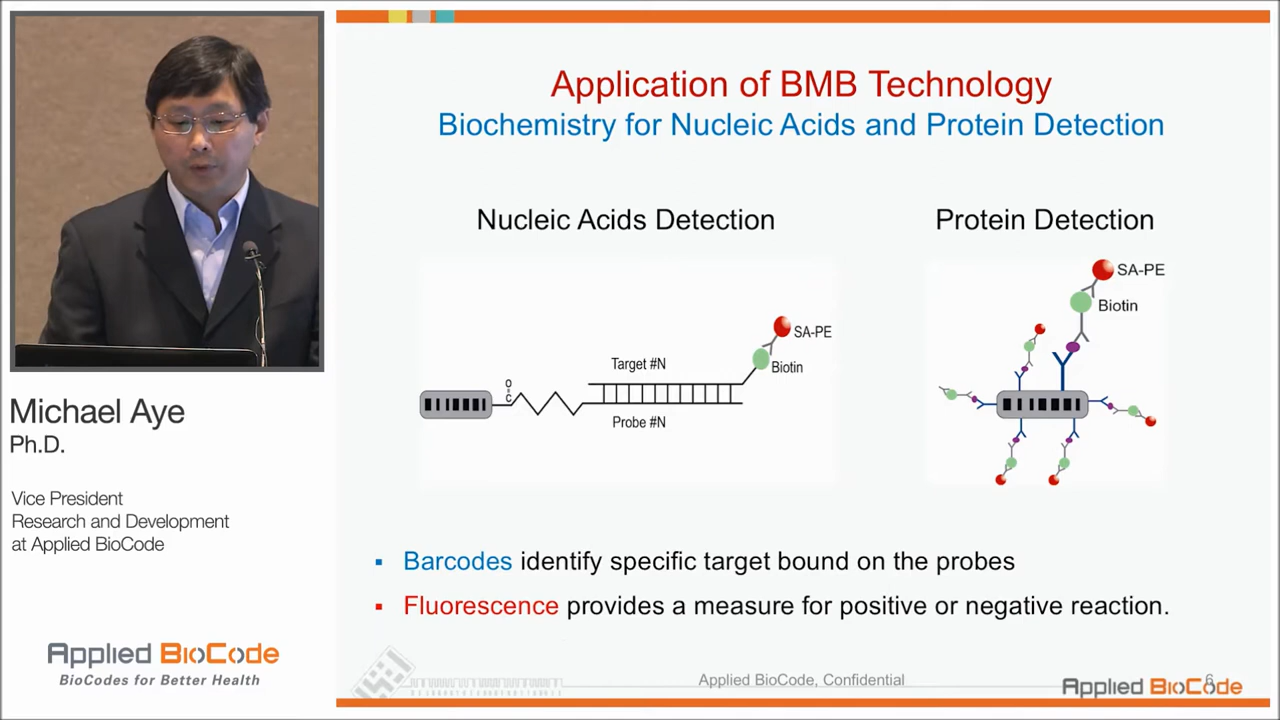 Application of BMB Technology
Biochemistry for Nucleic Acids and Protein Detection
Nucleic Acids Detection
Protein Detection
SA-PE
Biotin
Target #N
O
C
Probe #N
SA-PE
Biotin
Barcodes identify specific target bound on the probes
Fluorescence provides a measure for positive or negative reaction.
Applied BioCode, Confidential
6
Applied BioCode
Michael Aye
Ph.D.
Vice President
Research and Development
at Applied BioCode
Applied BioCode
BioCodes for Better Health